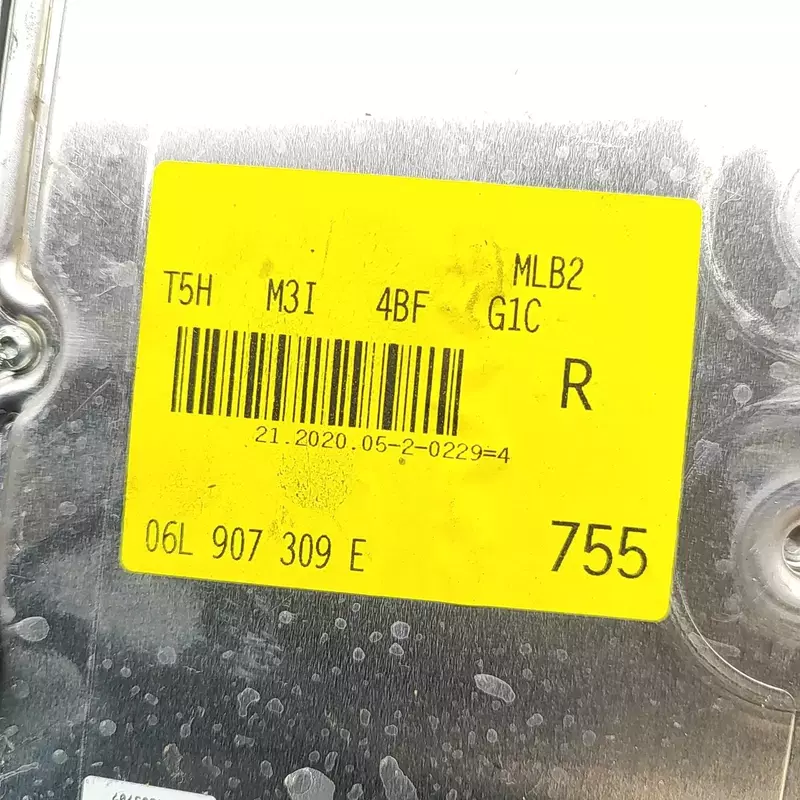 MLB2
T5H M3I 4BF G1C
R
21.2020.05-2-0229=4
06L 907 309 E
755